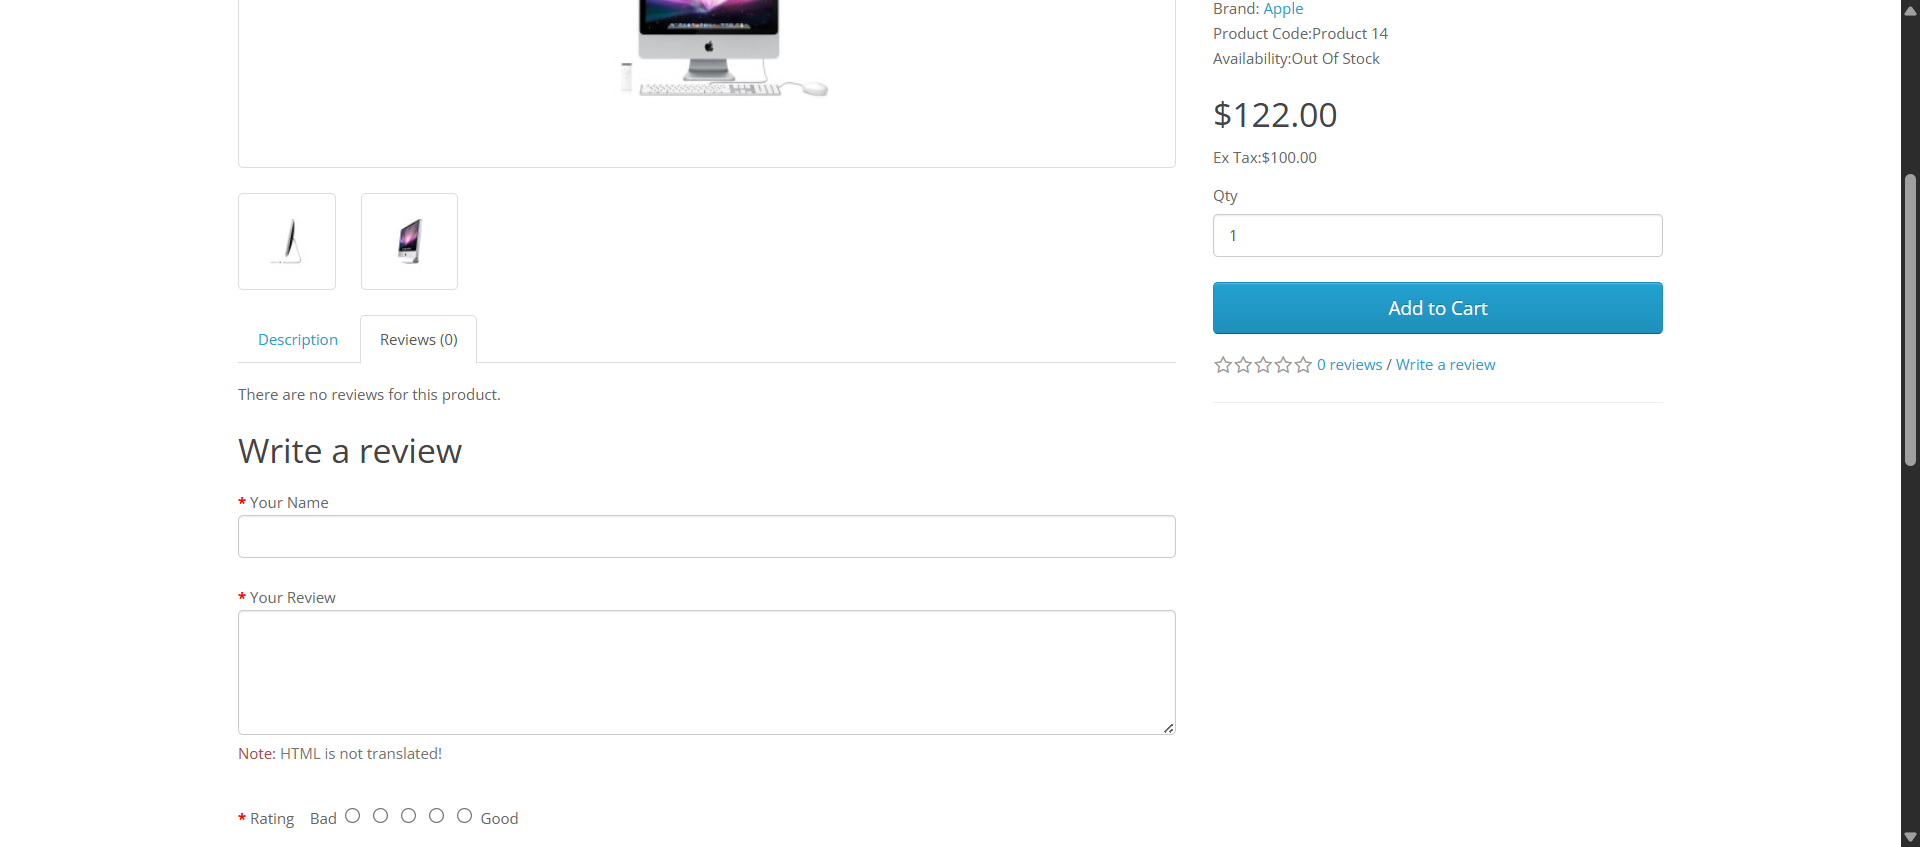 Brand: Apple
Product Code:Product 14
Availability:Out Of Stock
$122.00
Ex Tax:$100.00
Qty
1
Add to Cart
0 reviews / Write a review
Description
Reviews (0)
There are no reviews for this product.
Write a review
* Your Name
* Your Review
Note: HTML is not translated!
* Rating Bad Good